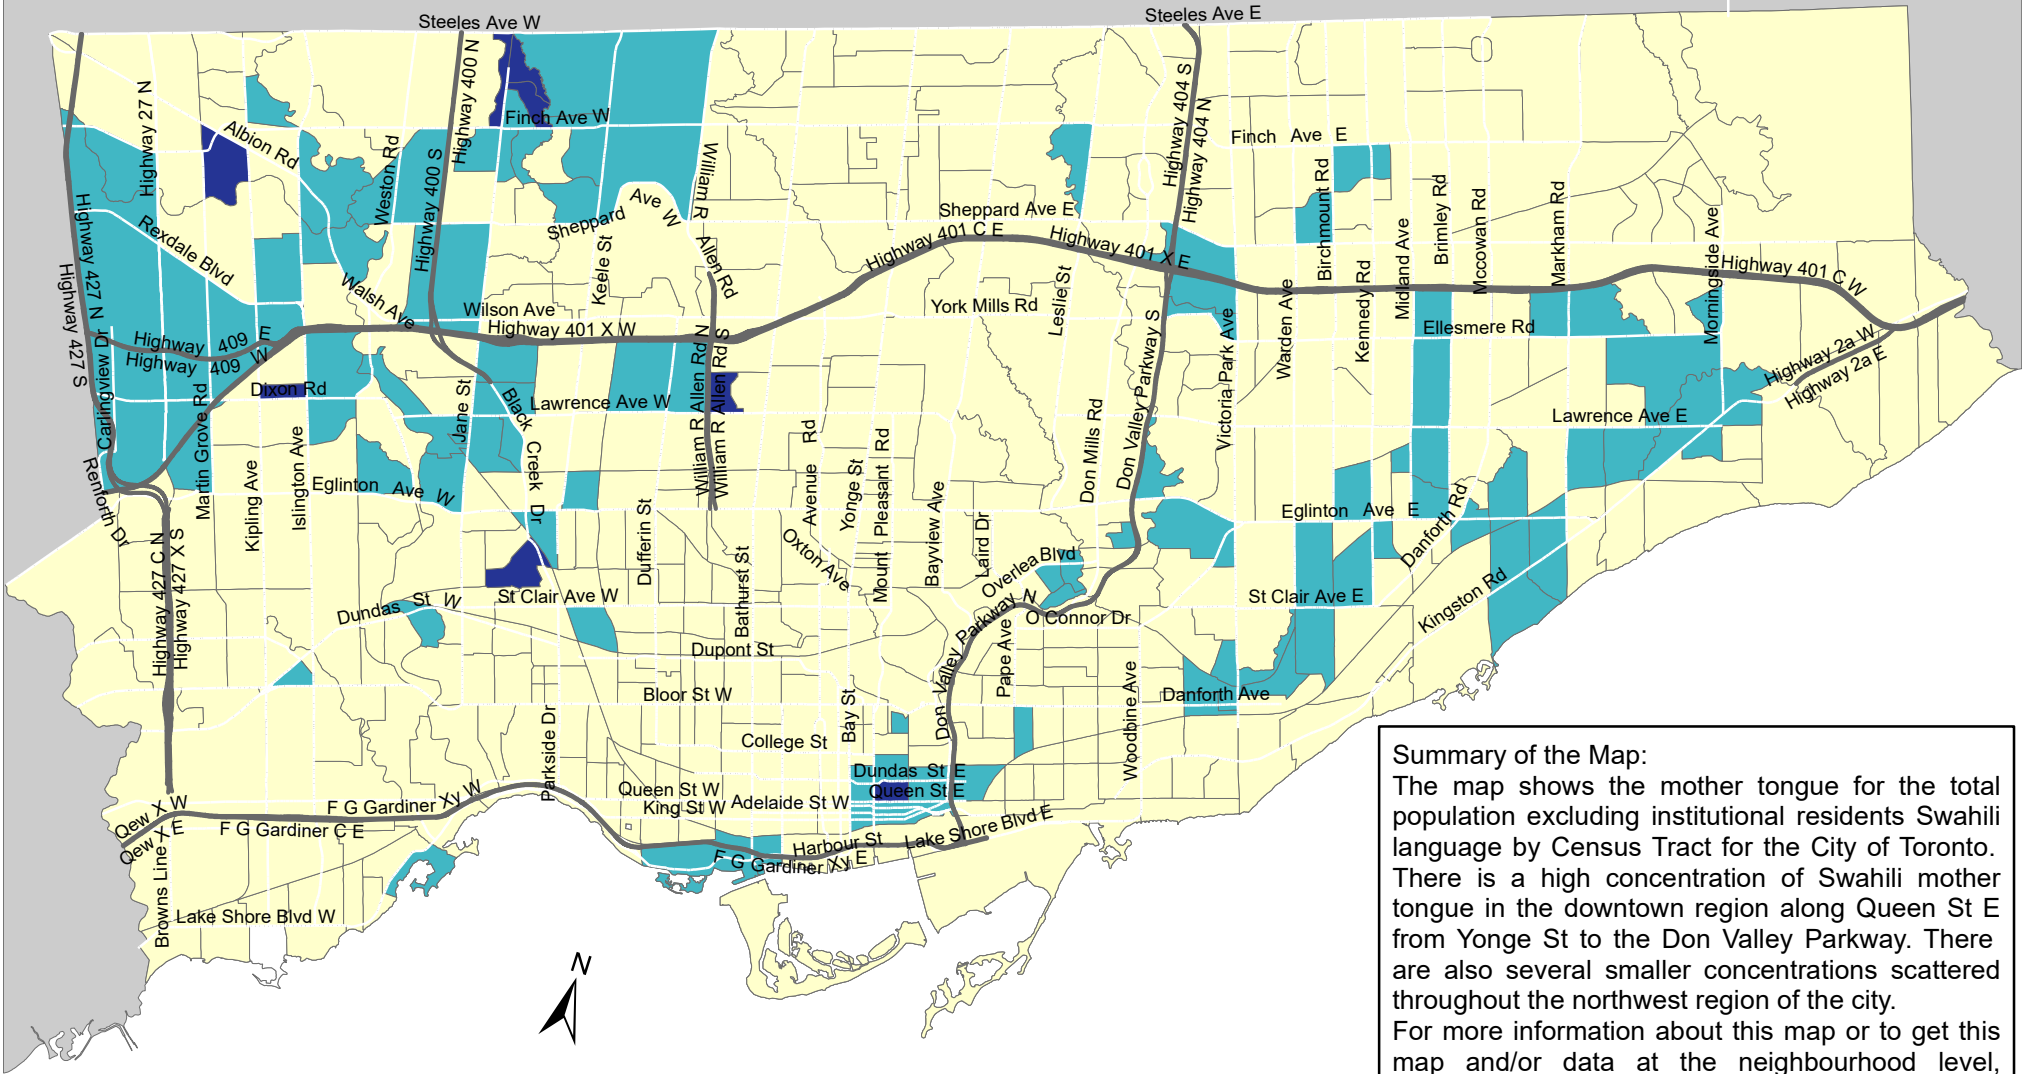 Steeles Ave W
Steeles Ave E
Highway 27 N
Albion Rd
Weston Rd
Highway 400 N
Highway 400 S
Finch Ave W
William R Allen Rd
Highway 404 S
Highway 404 N
Finch Ave E
Birchmount Rd
Brimley Rd
Mccowan Rd
Markham Rd
Morningside Ave
Midland Ave
Kennedy Rd
Warden Ave
Highway 427 N
Highway 427 S
Rexdale Blvd
Sheppard Ave W
Keele St
Sheppard Ave E
Highway 401 C E
Highway 401 X E
Highway 401 C W
Walsh Ave
Wilson Ave
Highway 401 X W
York Mills Rd
Leslie St
Ellesmere Rd
Highway 409 E
Highway 409 W
Carlingview Dr
Martin Grove Rd
Dixon Rd
Jane St
Black Creek Dr
Lawrence Ave W
William R Allen Rd N
William R Allen Rd S
Don Valley Parkway S
Victoria Park Ave
Highway 2a W
Highway 2a E
Lawrence Ave E
Renforth Dr
Kipling Ave
Islington Ave
Eglinton Ave W
Dufferin St
Bathurst St
Avenue Rd
Yonge St
Mount Pleasant Rd
Bayview Ave
Laird Dr
Don Mills Rd
Oxton Ave
Overlea Blvd
Eglinton Ave E
Danforth Rd
Highway 427 C N
Highway 427 X S
Dundas St W
St Clair Ave W
Don Valley Parkway N
O Connor Dr
St Clair Ave E
Kingston Rd
Dupont St
Pape Ave
Woodbine Ave
Bloor St W
Danforth Ave
Parkside Dr
Bay St
College St
Dundas St E
Queen St W
Queen St E
King St W
Adelaide St W
Qew X W
Qew X E
F G Gardiner Xy W
F G Gardiner C E
Harbour St
Lake Shore Blvd E
F G Gardiner Xy E
Browns Line
Lake Shore Blvd W
N
Summary of the Map:
The map shows the mother tongue for the total
population excluding institutional residents Swahili
language by Census Tract for the City of Toronto.
There is a high concentration of Swahili mother
tongue in the downtown region along Queen St E
from Yonge St to the Don Valley Parkway. There
are also several smaller concentrations scattered
throughout the northwest region of the city.
For more information about this map or to get this
map and/or data at the neighbourhood level,